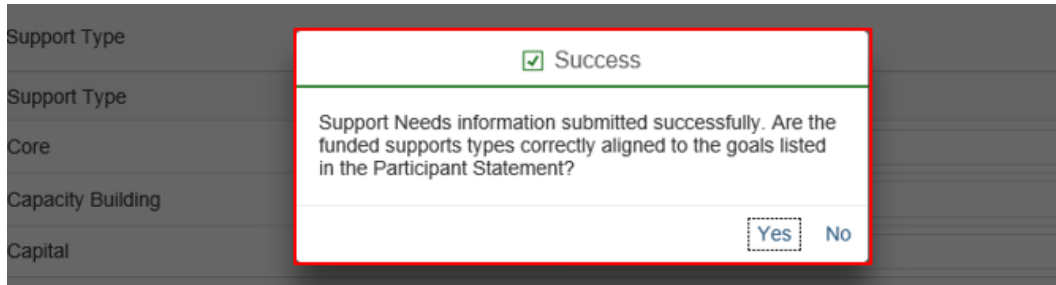 Support Type
Success
Support Type
Support Needs information submitted successfully. Are the
funded supports types correctly aligned to the goals listed
in the Participant Statement?
Core
Capacity Building
Yes No
Capital